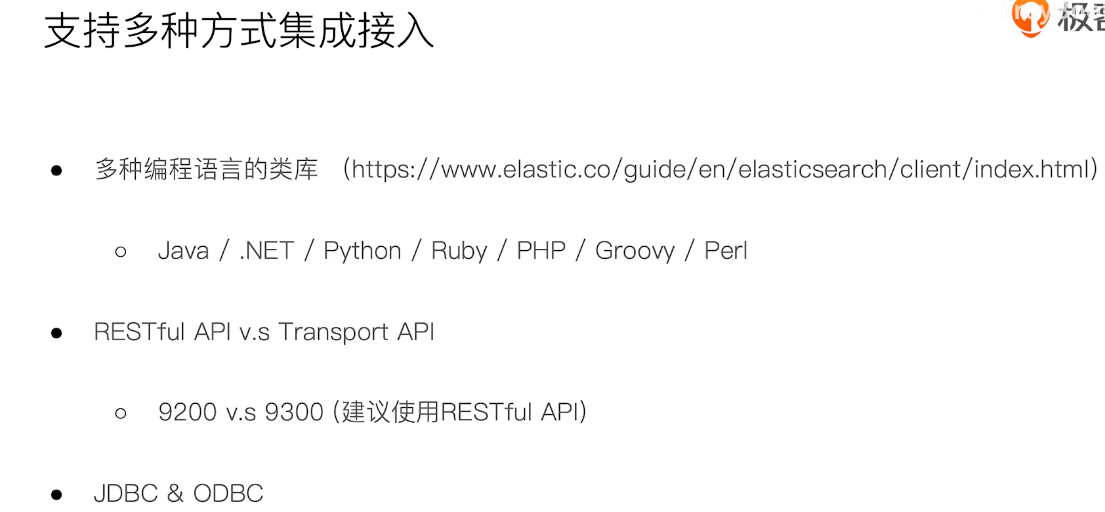 支持多种方式集成接入
多种编程语言的类库 （https://www.elastic.co/guide/en/elasticsearch/client/index.html）
Java / .NET / Python / Ruby / PHP / Groovy / Perl
RESTful API v.s Transport API
9200 v.s 9300 (建议使用RESTful API)
JDBC & ODBC